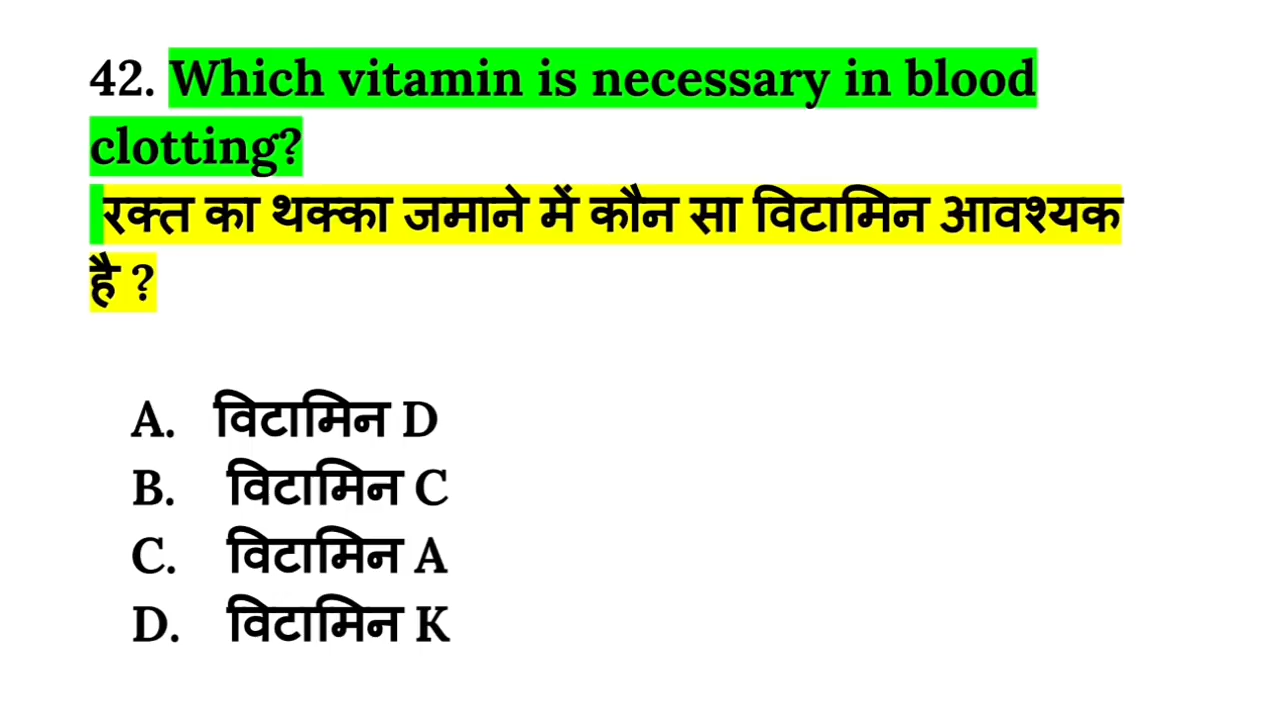 42. Which vitamin is necessary in blood
clotting?
रक्त का थक्का जमाने में कौन सा विटामिन आवश्यक
है ?
A. विटामिन D
B. विटामिन C
C. विटामिन A
D. विटामिन K